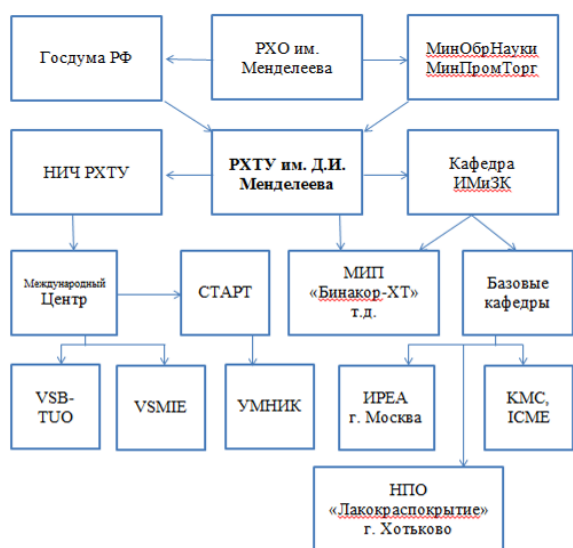 Госдума РФ
РХО им.
Менделеева
МинОбрНауки
МинПромТорг
НИЧ РХТУ
РХТУ им. Д.И.
Менделеева
Кафедра
ИМиЗК
Международный
Центр
СТАРТ
МИП
«Бинакор-ХТ»
т.д.
Базовые
кафедры
VSB-
TUO
VSMIE
УМНИК
ИРЕА
г. Москва
КМС,
ICME
НПО
«Лакокраспокрытие»
г. Хотьково